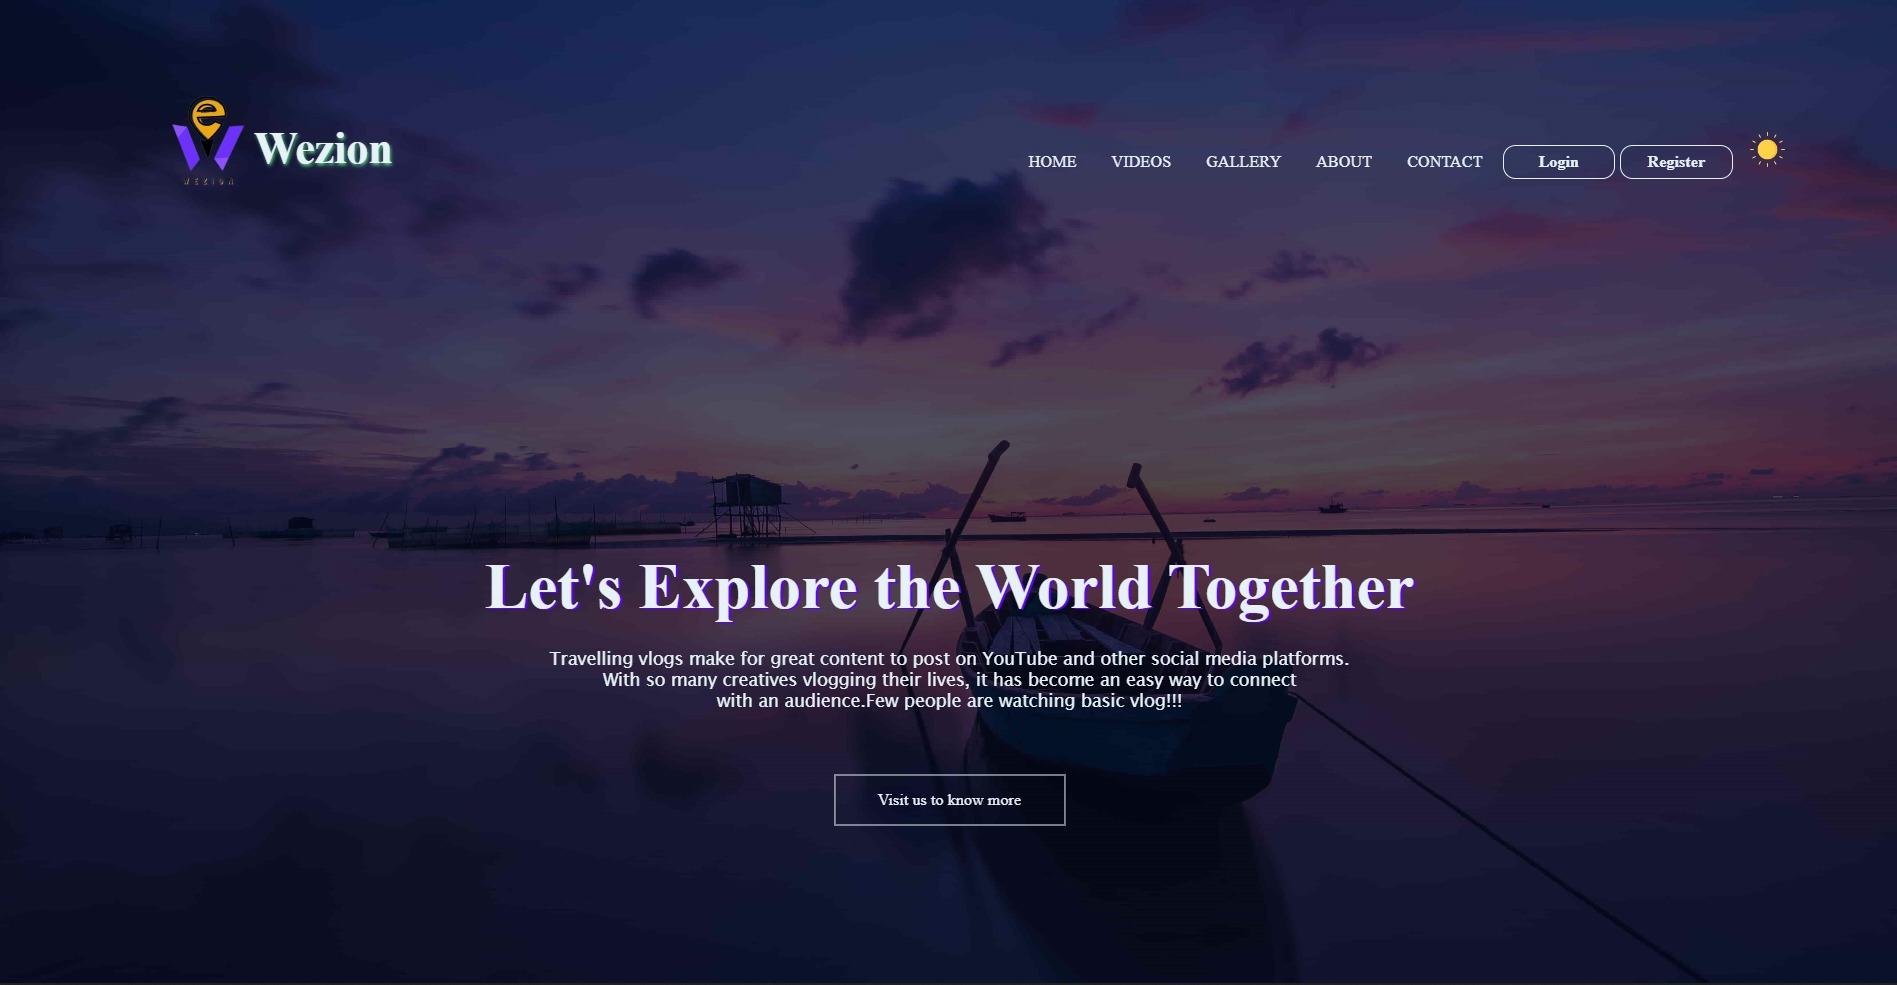 e
W
WEZION
Wezion
HOME VIDEOS GALLERY ABOUT CONTACT Login Register
Let's Explore the World Together
Travelling vlogs make for great content to post on YouTube and other social media platforms.
With so many creatives vlogging their lives, it has become an easy way to connect
with an audience.Few people are watching basic vlog!!!
Visit us to know more